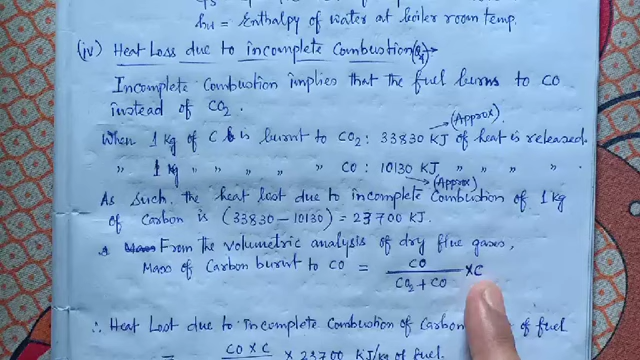 hw = Enthalpy of water at boiler room temp.
(iv) Heat Loss due to incomplete Combustion
Incomplete Combustion implies that the fuel burns to CO
instead of CO2.
(Approx)
When 1 kg of C is burnt to CO2 : 33830 KJ of heat is released.
" 1 kg " " " " CO : 10130 KJ " " " "
(Approx)
As Such, the heat lost due to incomplete Combustion of 1 kg
of Carbon is (33830 - 10130) = 23700 KJ.
From the volumetric analysis of dry flue gases,
Mass of Carbon burnt to CO = CO / CO2 + CO × C
∴ Heat Lost due to incomplete Combustion of Carbon of fuel
= CO × C × 23700 KJ/kg of fuel.